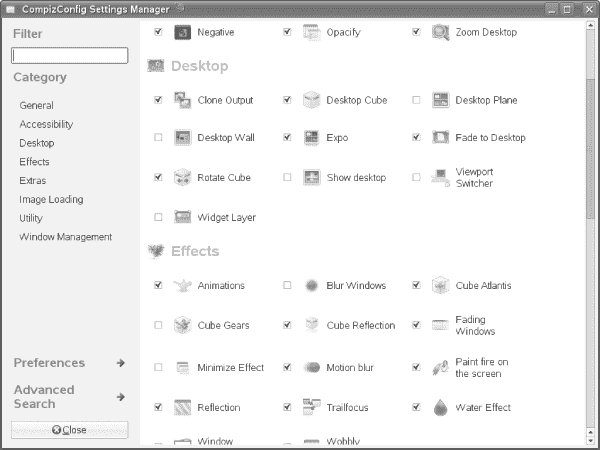 CompizConfig Settings Manager
Filter
Category
General
Accessibility
Desktop
Effects
Extras
Image Loading
Utility
Window Management
Preferences
Advanced
Search
Close
Negative
Opacify
Zoom Desktop
Desktop
Clone Output
Desktop Cube
Desktop Plane
Desktop Wall
Expo
Fade to Desktop
Rotate Cube
Show desktop
Viewport
Switcher
Widget Layer
Effects
Animations
Blur Windows
Cube Atlantis
Cube Gears
Cube Reflection
Fading
Windows
Minimize Effect
Motion blur
Paint fire on
the screen
Reflection
Trailfocus
Water Effect
Window
Wobbly